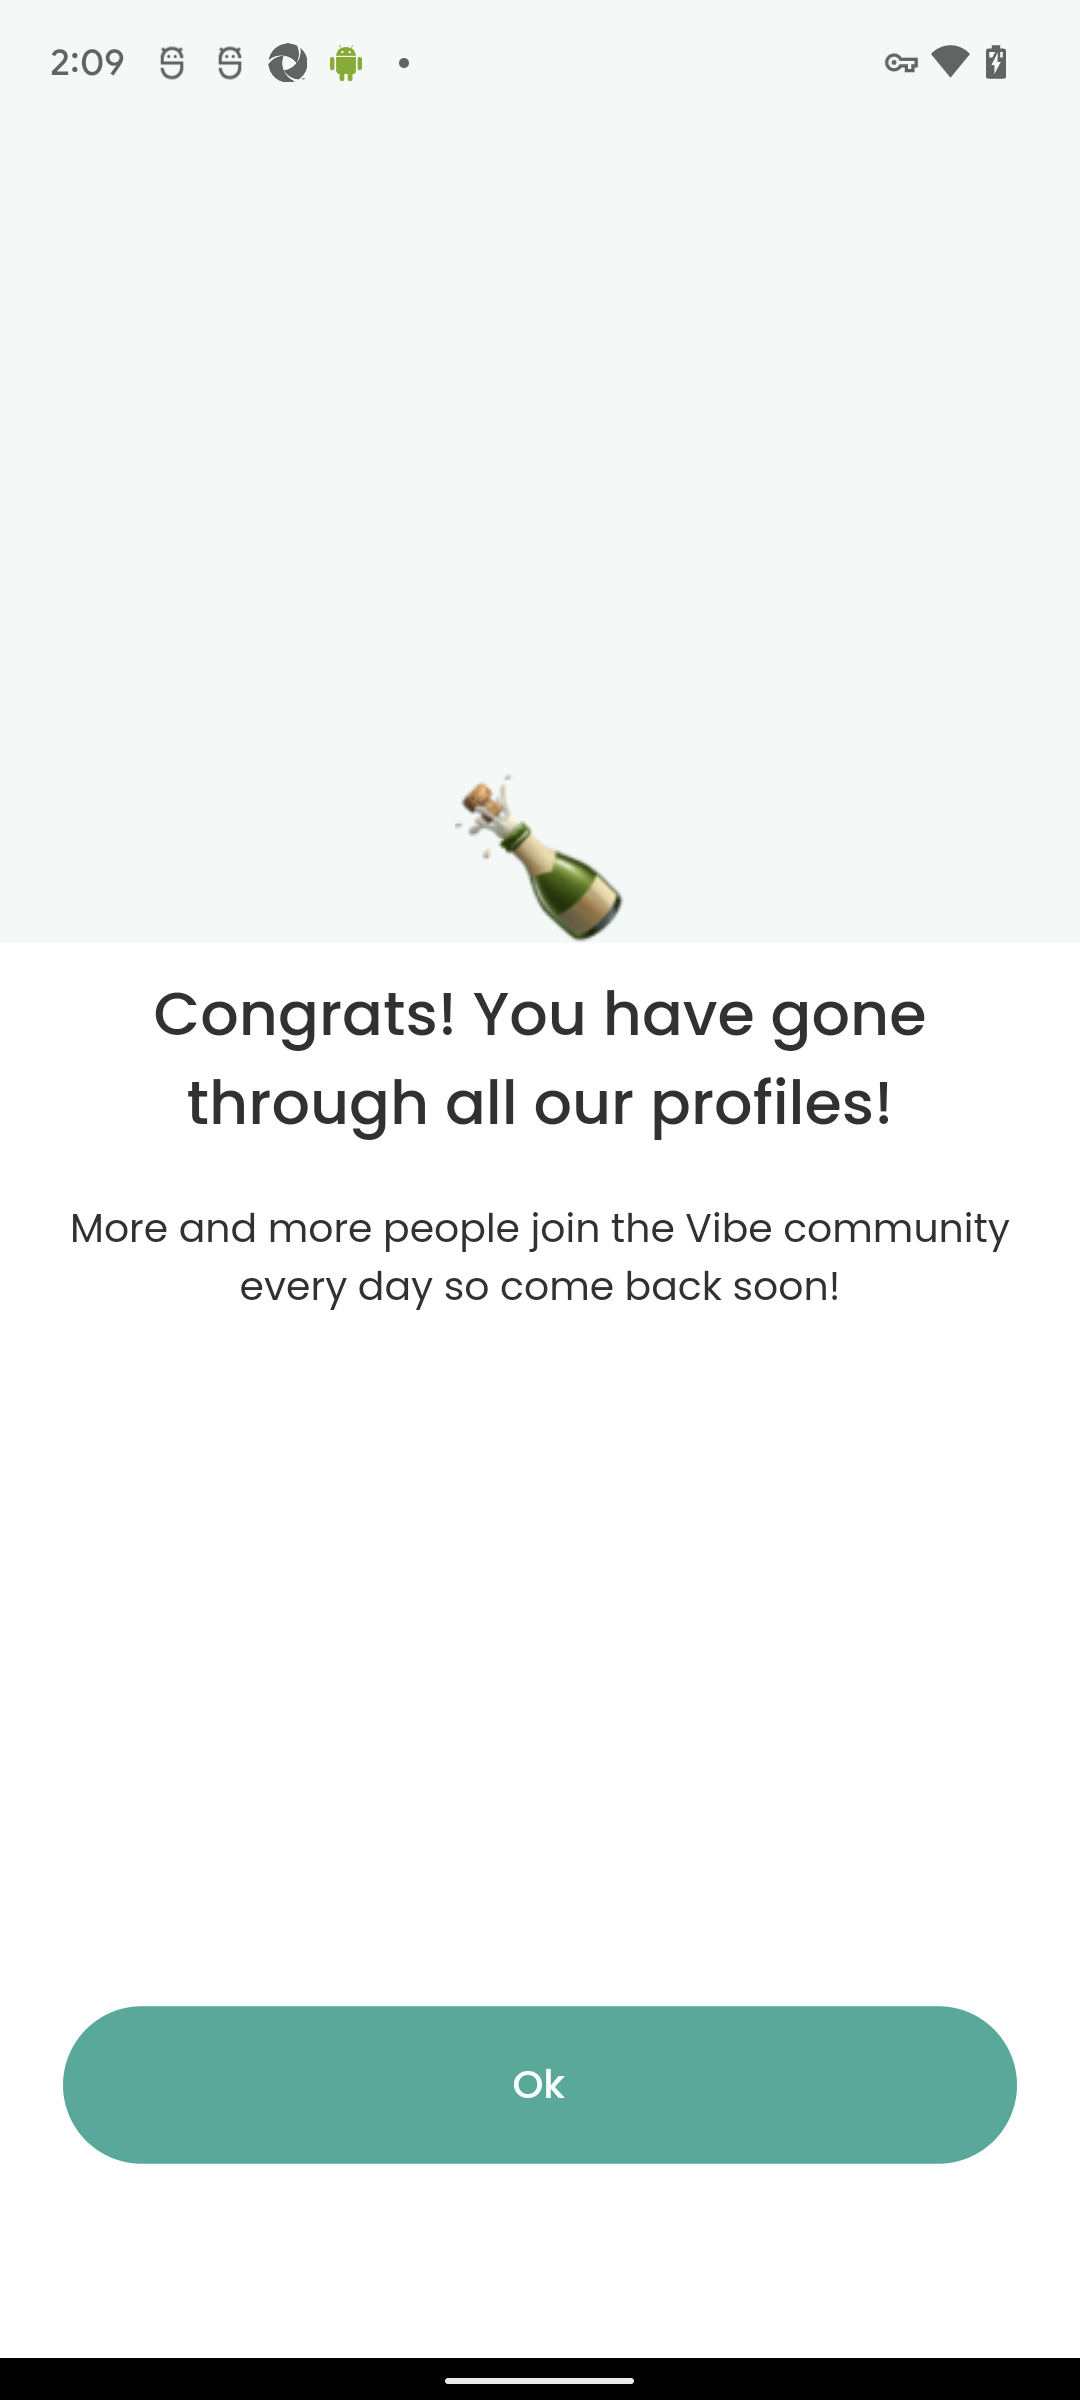 2:09
Congrats! You have gone
through all our profiles!
More and more people join the Vibe community
every day so come back soon!
Ok